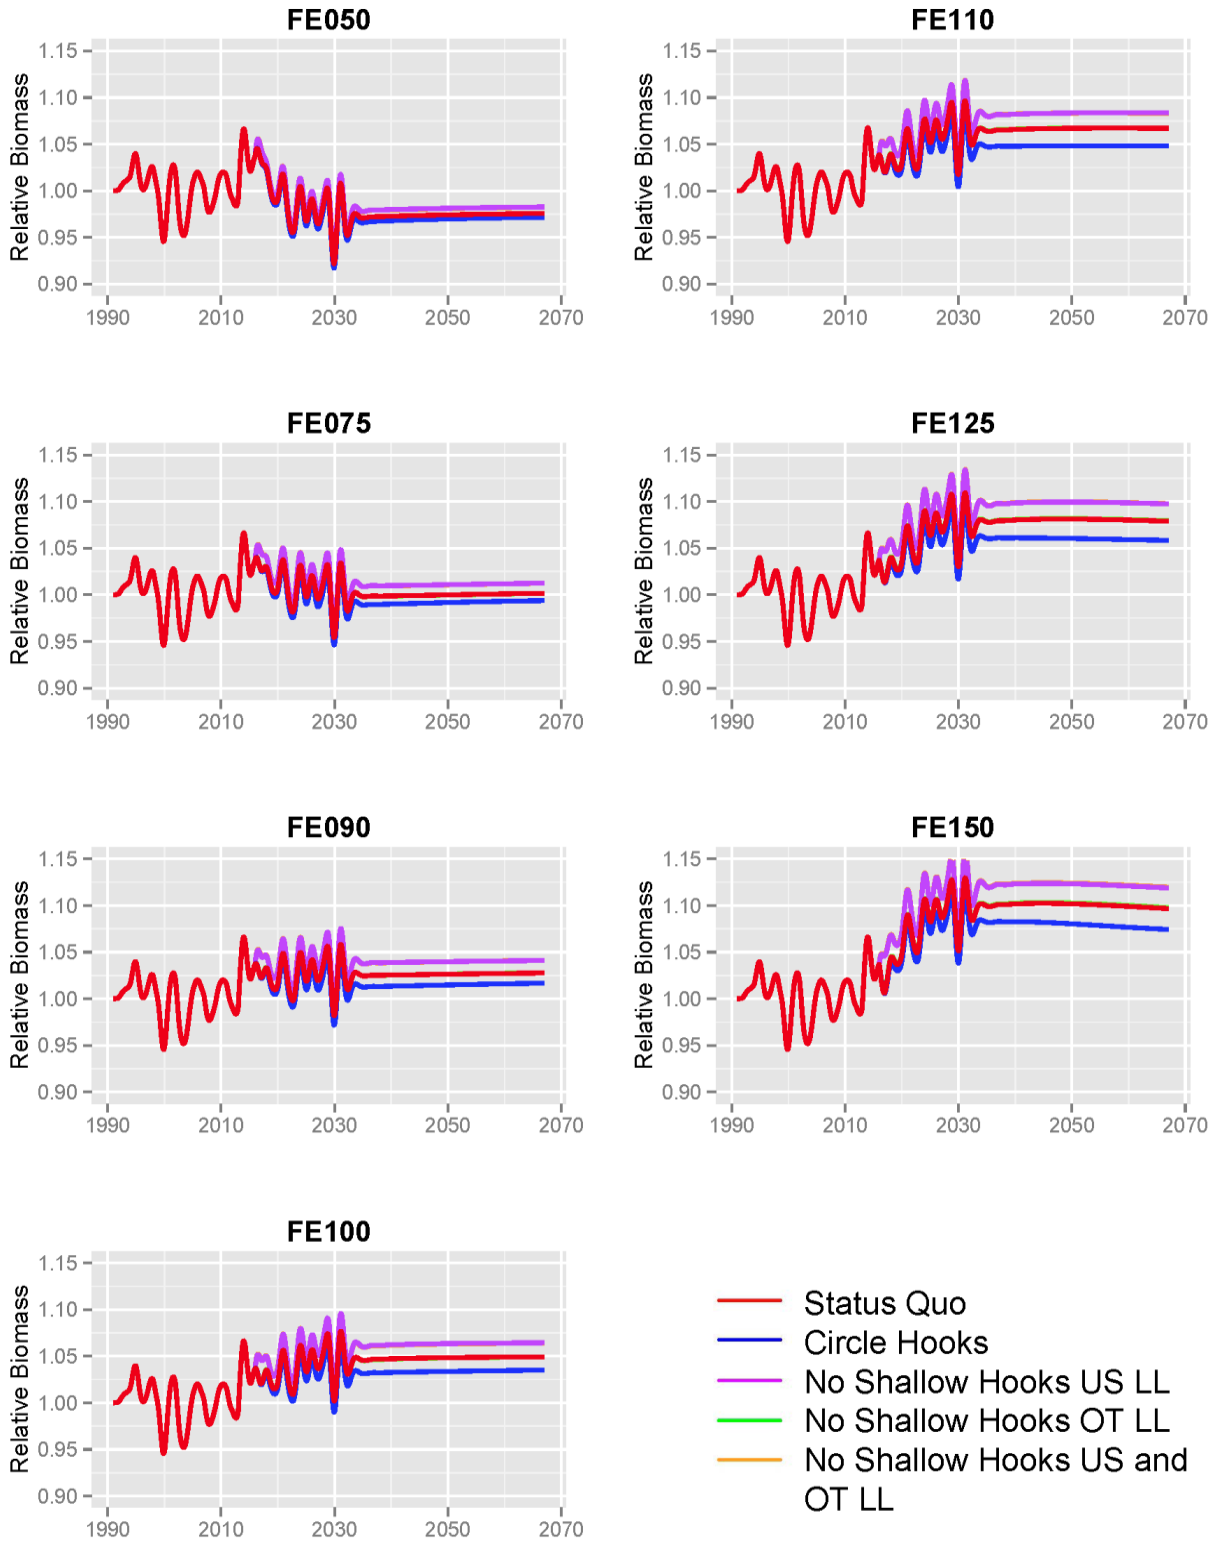 FE050
1.15
1.10
1.05
1.00
0.95
0.90
Relative Biomass
1990 2010 2030 2050 2070
FE110
1.15
1.10
1.05
1.00
0.95
0.90
Relative Biomass
1990 2010 2030 2050 2070
FE075
1.15
1.10
1.05
1.00
0.95
0.90
Relative Biomass
1990 2010 2030 2050 2070
FE125
1.15
1.10
1.05
1.00
0.95
0.90
Relative Biomass
1990 2010 2030 2050 2070
FE090
1.15
1.10
1.05
1.00
0.95
0.90
Relative Biomass
1990 2010 2030 2050 2070
FE150
1.15
1.10
1.05
1.00
0.95
0.90
Relative Biomass
1990 2010 2030 2050 2070
FE100
1.15
1.10
1.05
1.00
0.95
0.90
Relative Biomass
1990 2010 2030 2050 2070
Status Quo
Circle Hooks
No Shallow Hooks US LL
No Shallow Hooks OT LL
No Shallow Hooks US and
OT LL